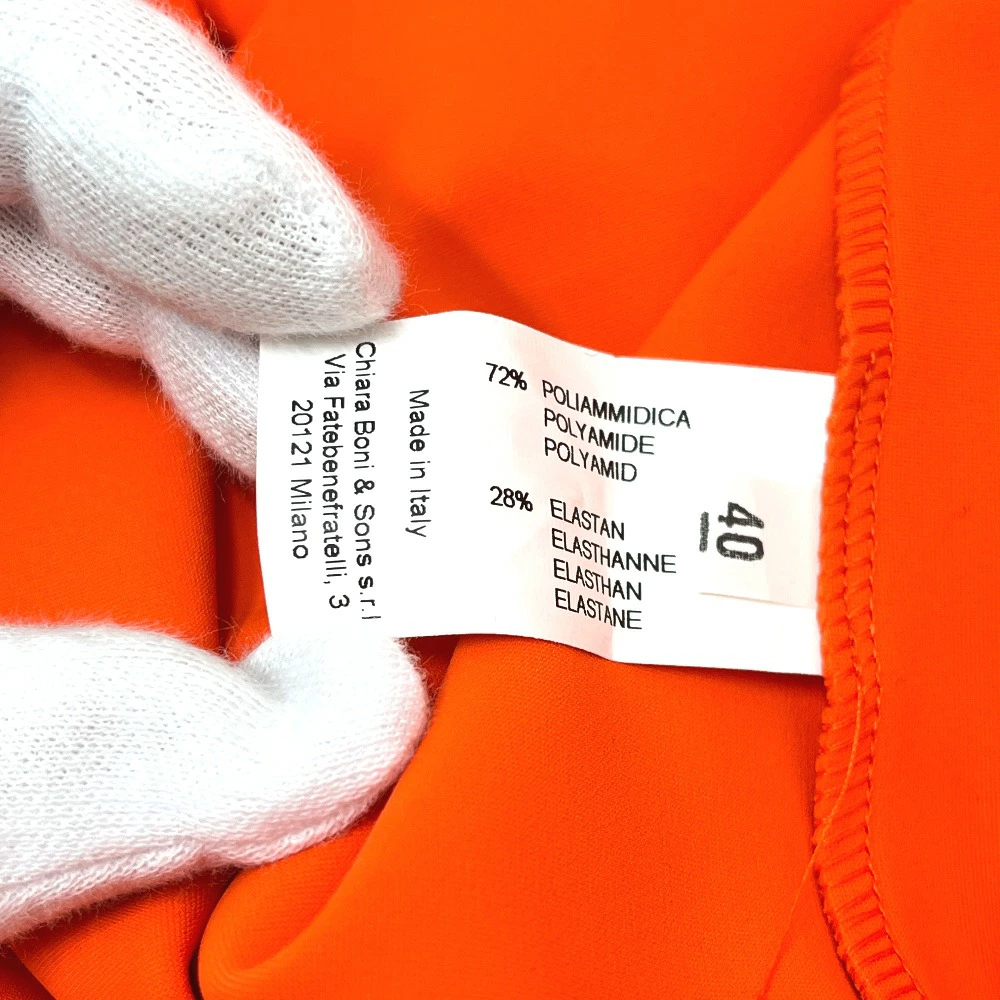 72% POLIAMMIDICA
POLYAMIDE
POLYAMID
28% ELASTAN
ELASTHANNE
ELASTHAN
ELASTANE
40
Made in Italy
Chiara Boni & Sons s.r.l
Via Fatebenefratelli, 3
20121 Milano